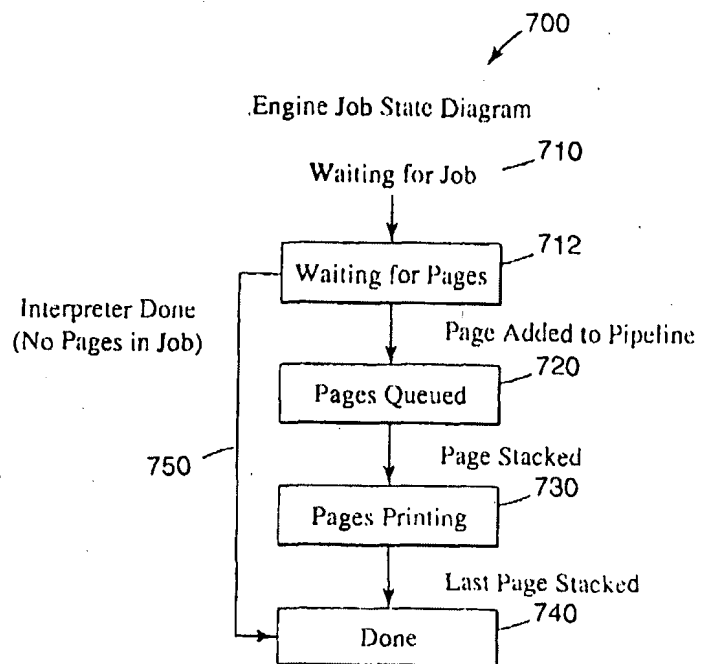 700
Engine Job State Diagram
710
Waiting for Job
712
Waiting for Pages
Interpreter Done
(No Pages in Job)
Page Added to Pipeline
720
Pages Queued
750
Page Stacked
730
Pages Printing
Last Page Stacked
740
Done